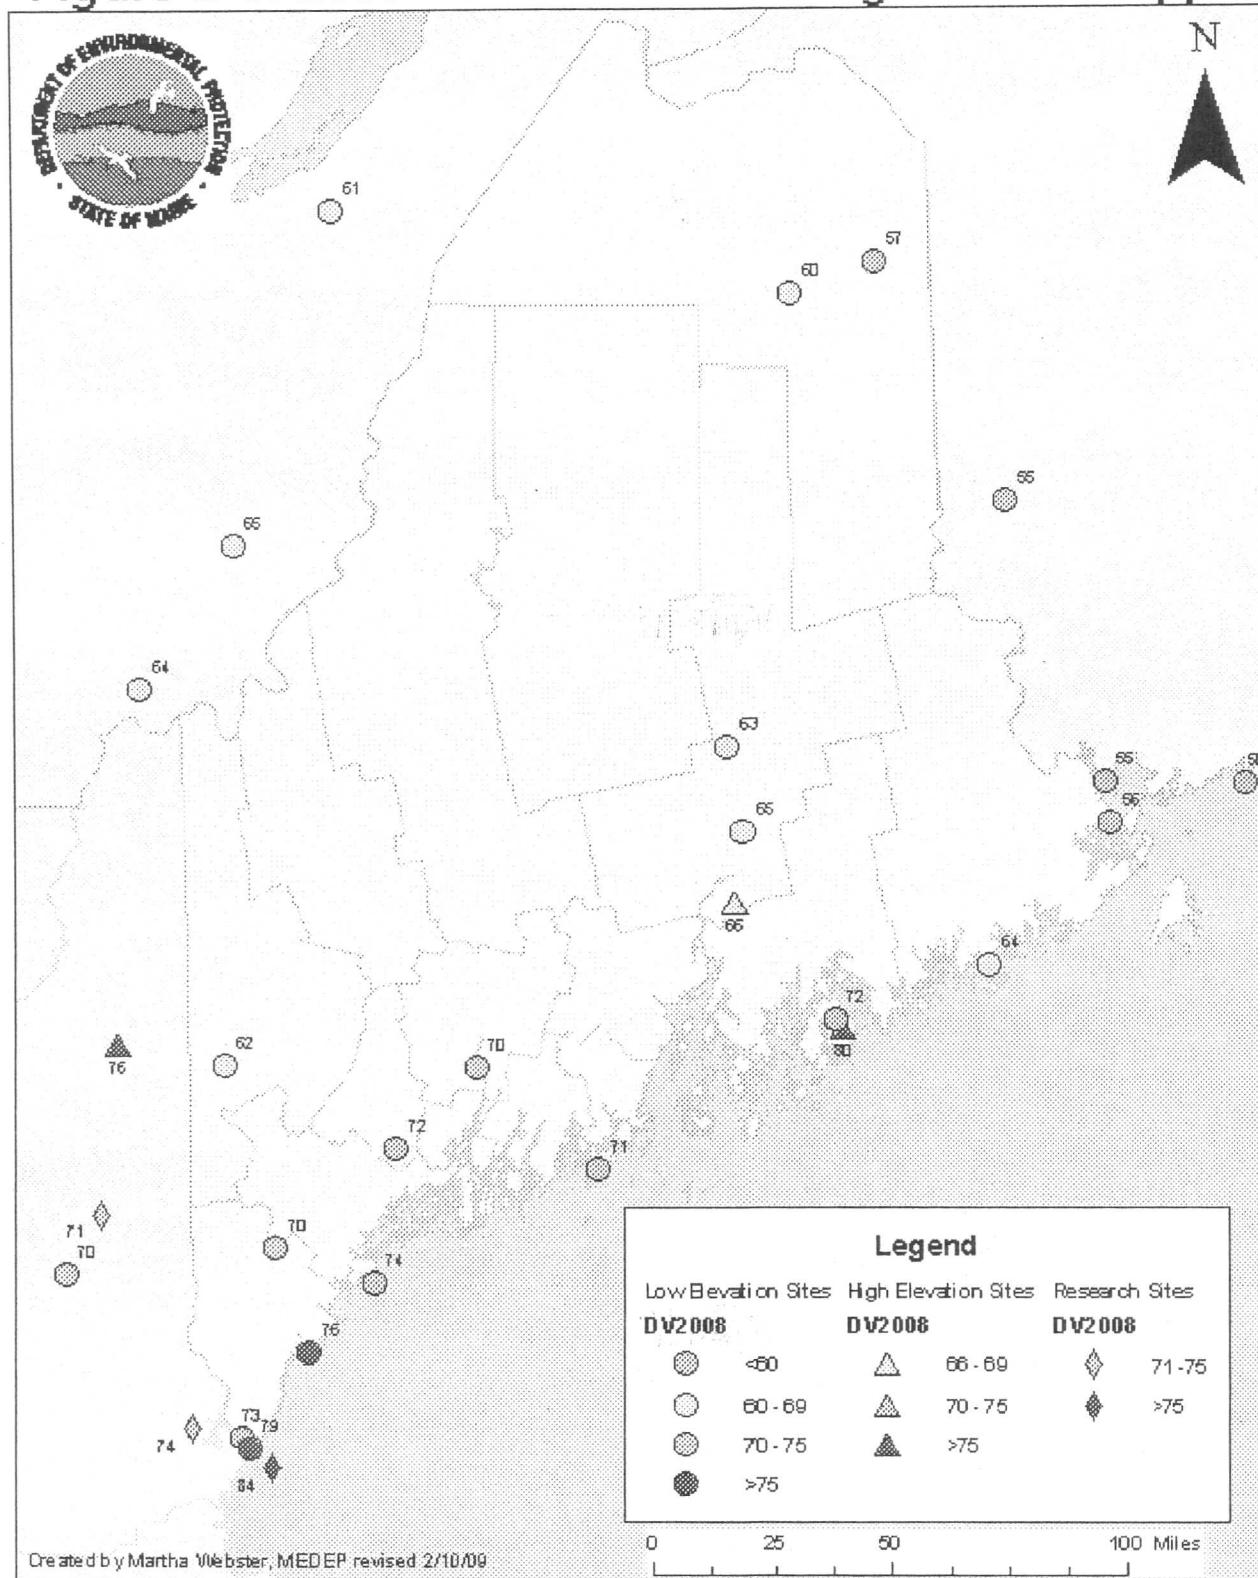 N
DEPARTMENT OF ENVIRONMENTAL PROTECTION
STATE OF MAINE
61
57
60
65
64
63
65
66
64
72
80
76
62
70
72
71
71
70
70
74
76
73
79
74
84
Legend
Low Elevation Sites High Elevation Sites Research Sites
DV2008 DV2008 DV2008
<60 66 - 69 71-75
60 - 69 70 - 75 >75
70 - 75 >75
>75
0 25 50 100 Miles
Created by Martha Webster, MEDEP revised 2/10/09